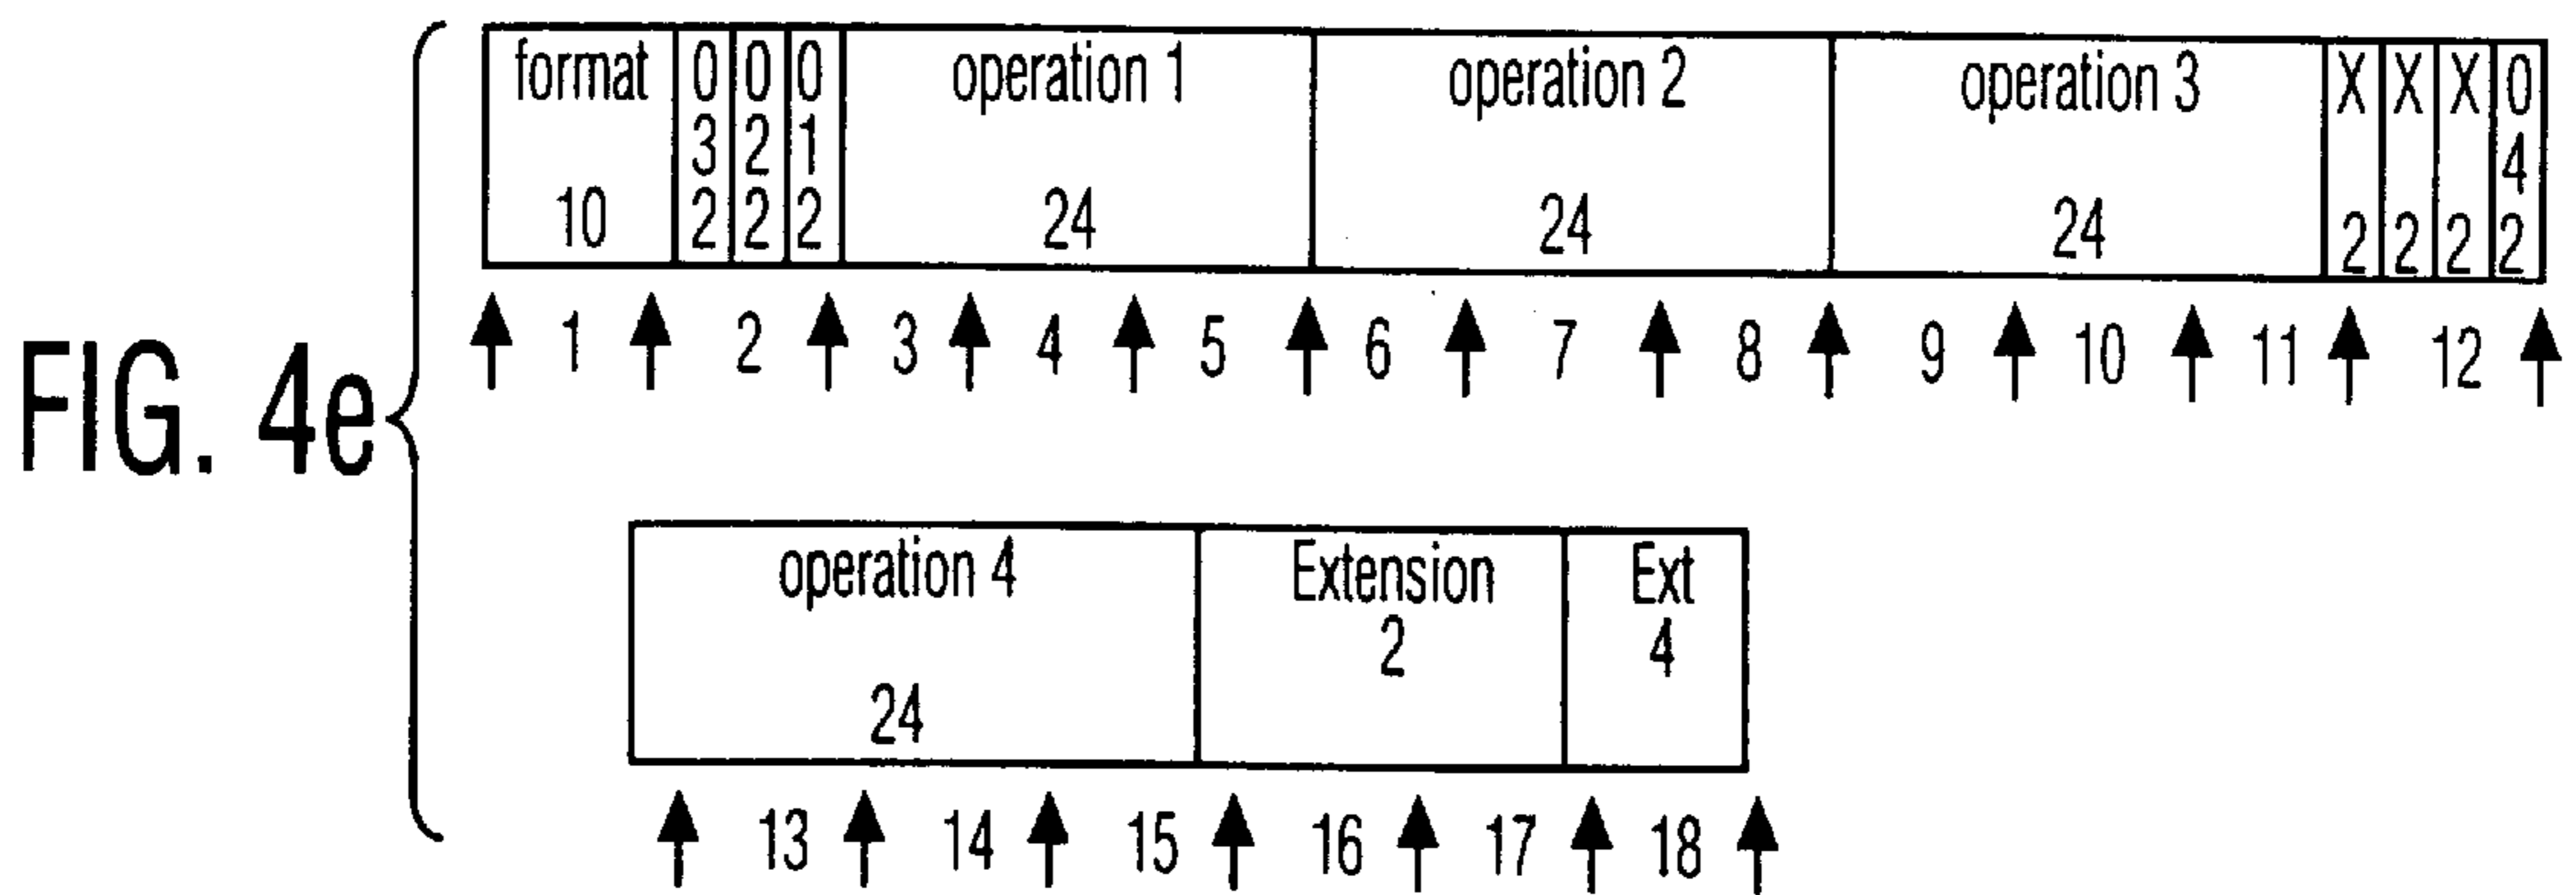 FIG. 4e
format 0 0 0 operation 1 operation 2 operation 3 X X X 0
3 2 1 4
10 2 2 2 24 24 24 2 2 2 2
1 2 3 4 5 6 7 8 9 10 11 12
operation 4 Extension Ext
2 4
24
13 14 15 16 17 18